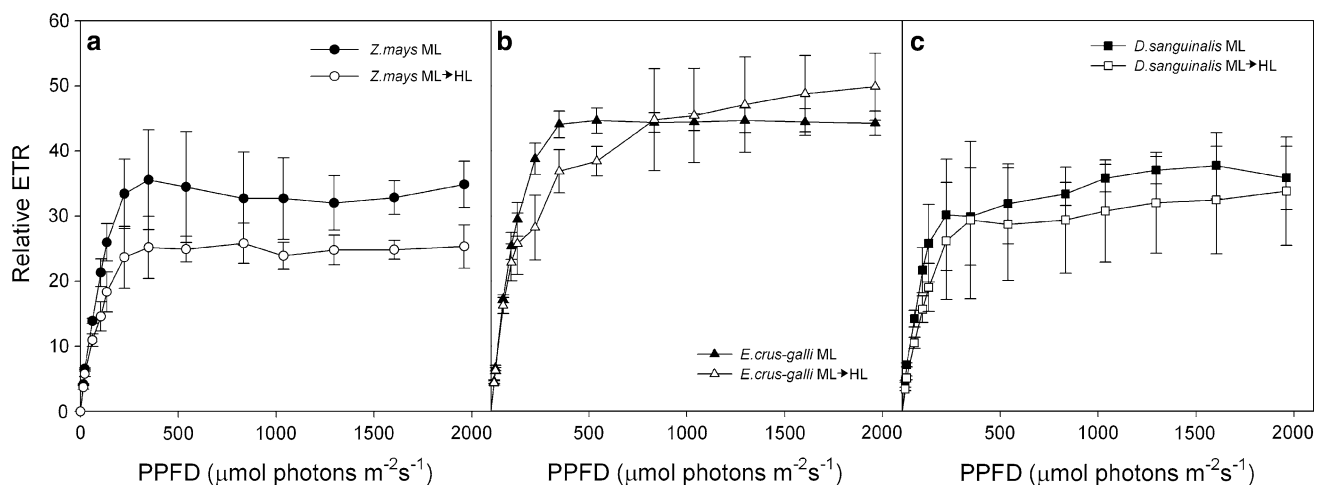 Relative ETR
60
50
40
30
20
10
0
a
Z.mays ML
Z.mays ML→HL
0 500 1000 1500 2000
PPFD (μmol photons m⁻²s⁻¹)
b
E.crus-galli ML
E.crus-galli ML→HL
500 1000 1500 2000
PPFD (μmol photons m⁻²s⁻¹)
c
D.sanguinalis ML
D.sanguinalis ML→HL
500 1000 1500 2000
PPFD (μmol photons m⁻²s⁻¹)